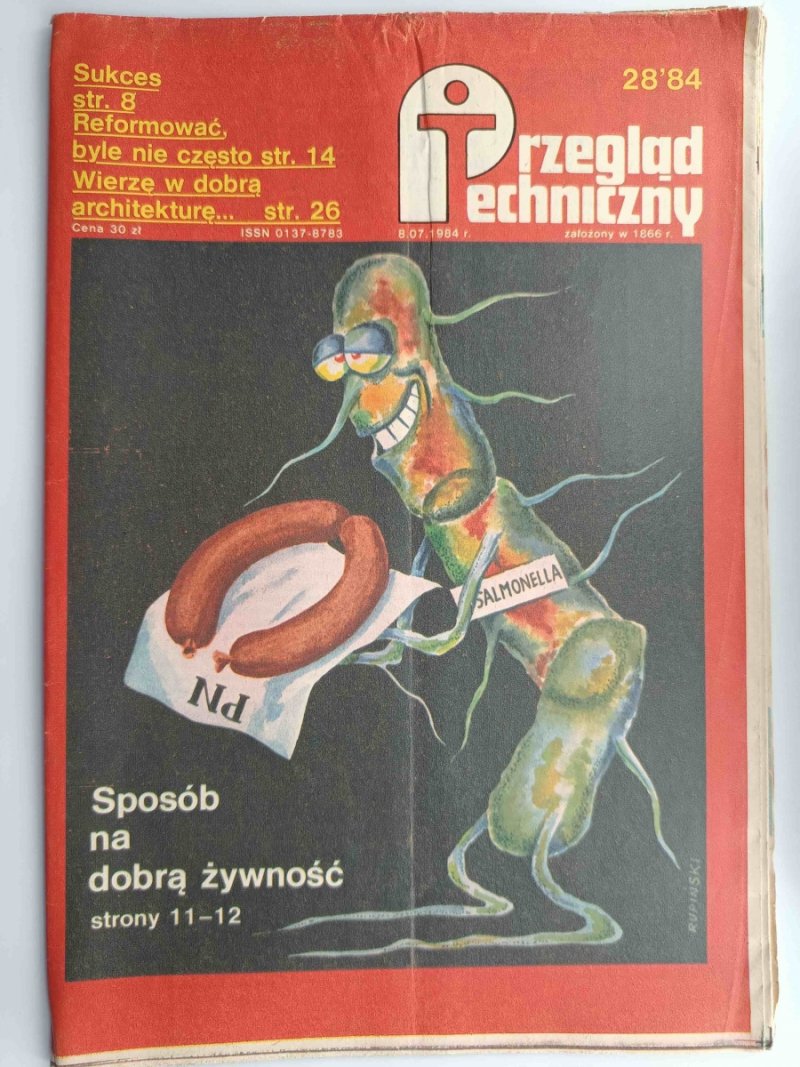 Sukces
str. 8
Reformować,
byle nie często str. 14
Wierzę w dobrą
architekturę... str. 26
Cena 30 zł
ISSN 0137-8783
28'84
Przegląd
Techniczny
8.07.1984 r.
założony w 1866 r.
SALMONELLA
PN
Sposób
na
dobrą żywność
strony 11-12
RUPIŃSKI